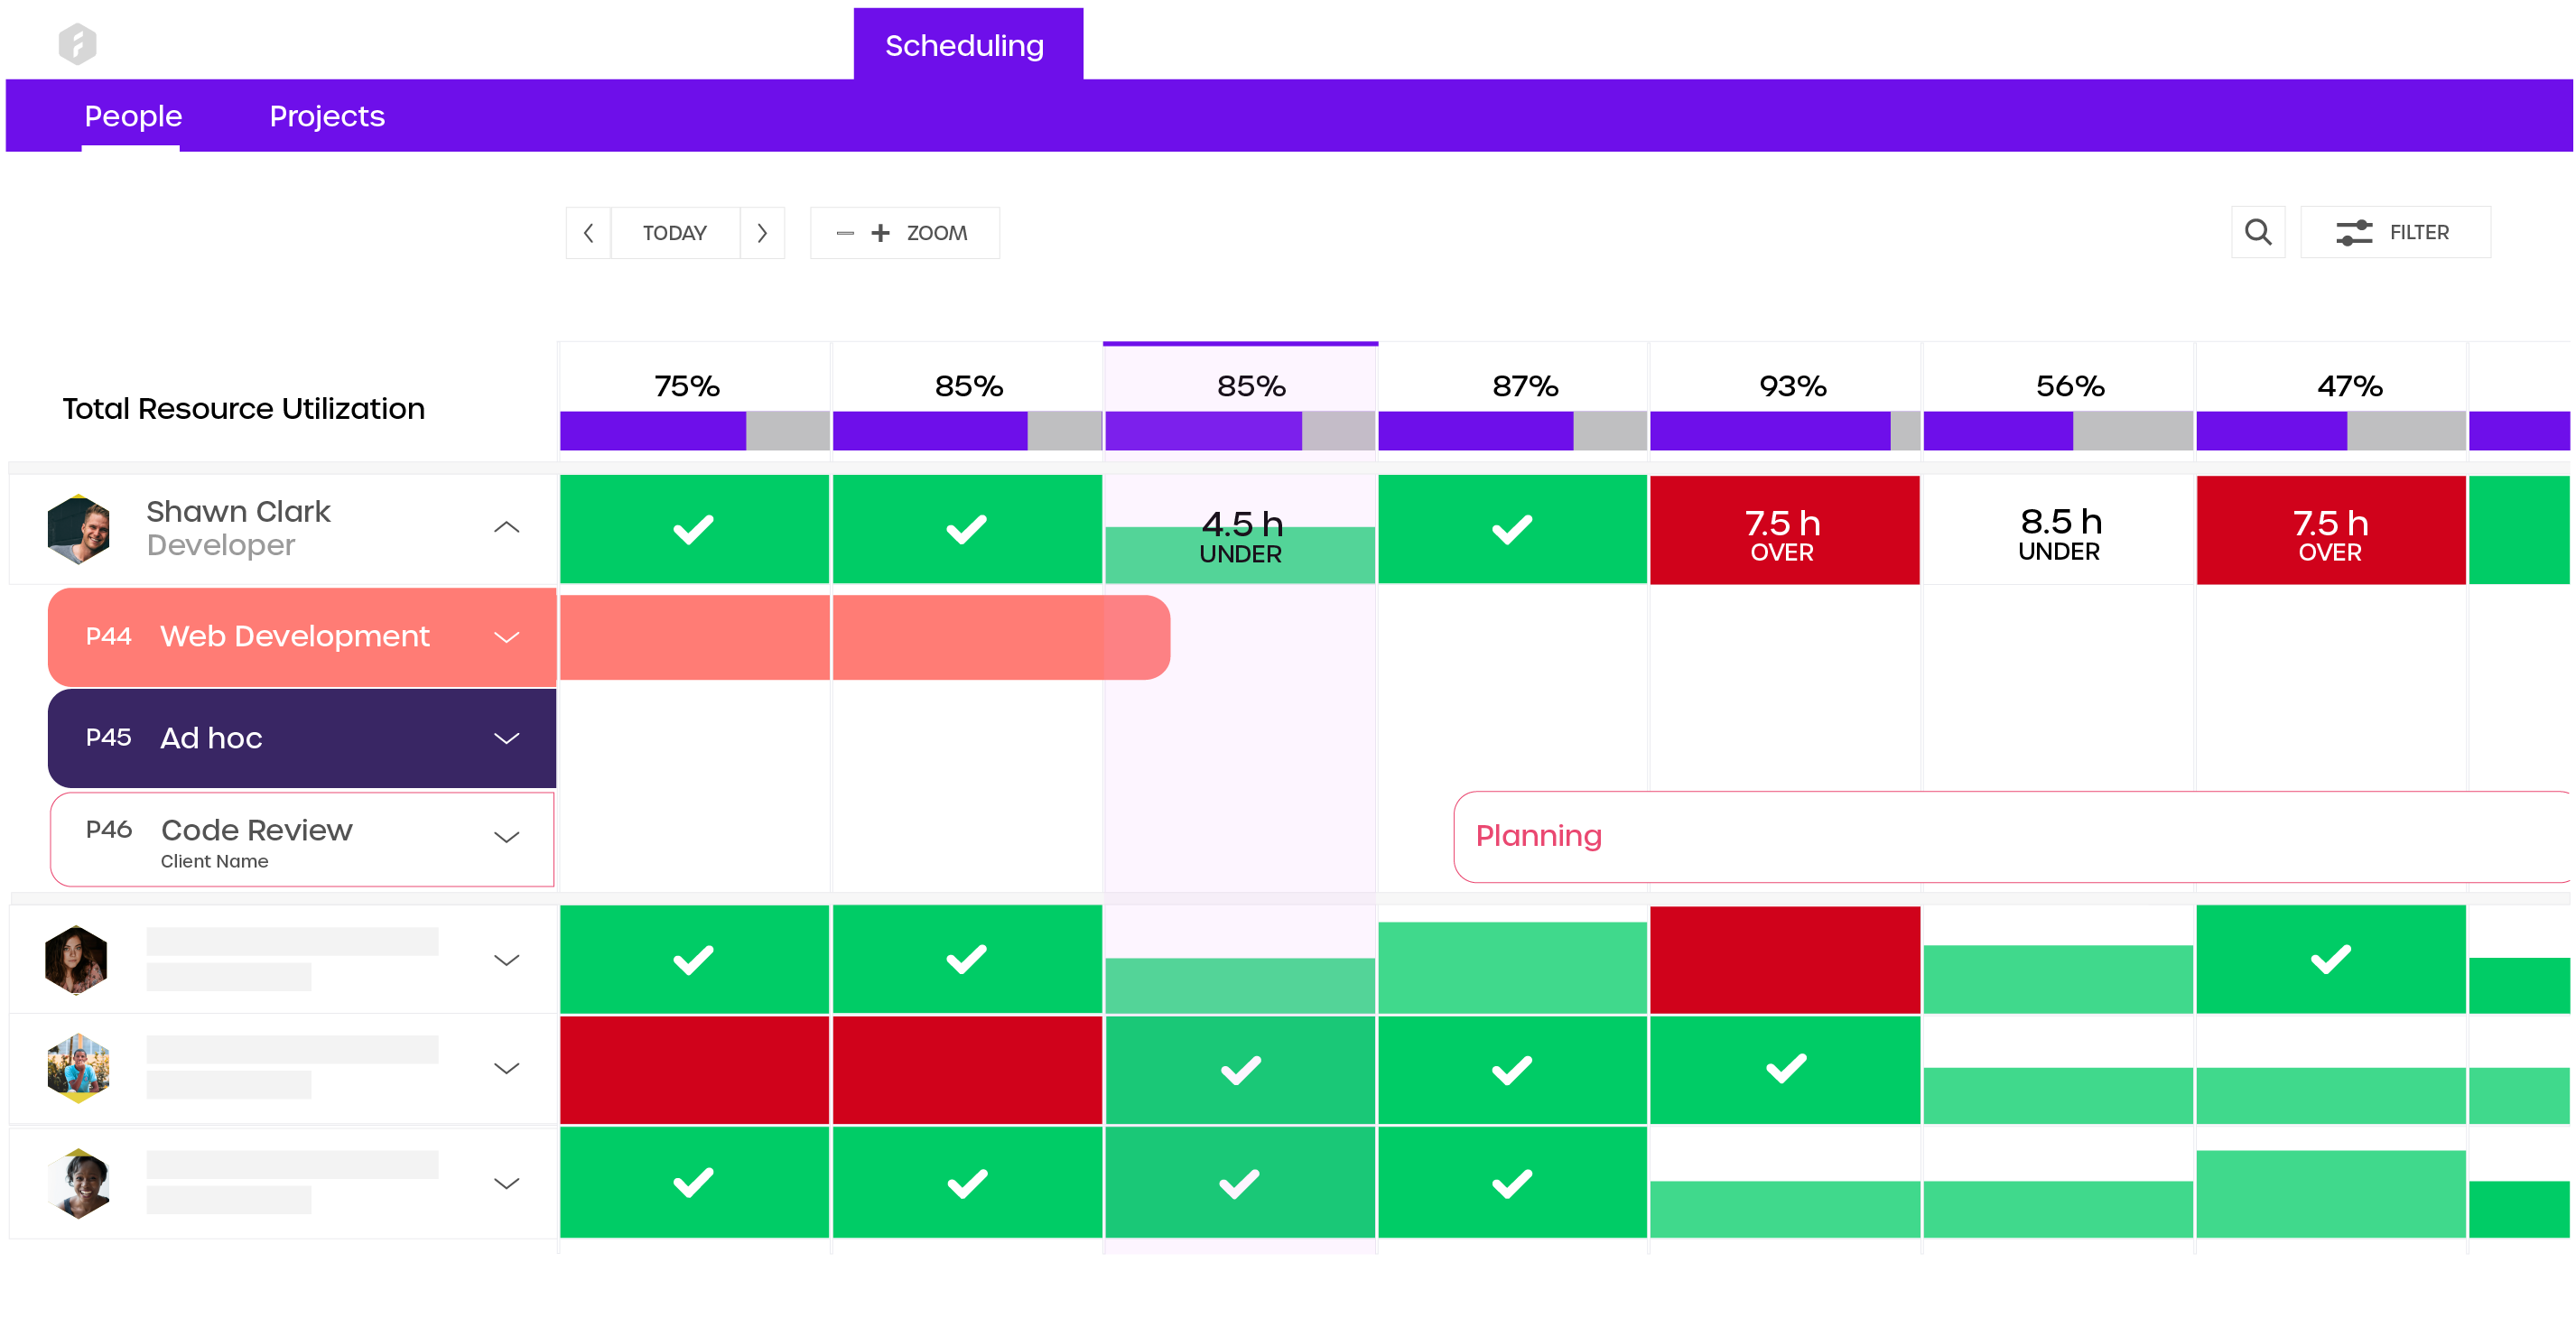 Scheduling
People
Projects
TODAY
ZOOM
FILTER
Total Resource Utilization
75%
85%
85%
87%
93%
56%
47%
Shawn Clark
Developer
4.5 h
UNDER
7.5 h
OVER
8.5 h
UNDER
7.5 h
OVER
P44 Web Development
P45 Ad hoc
P46 Code Review
Client Name
Planning